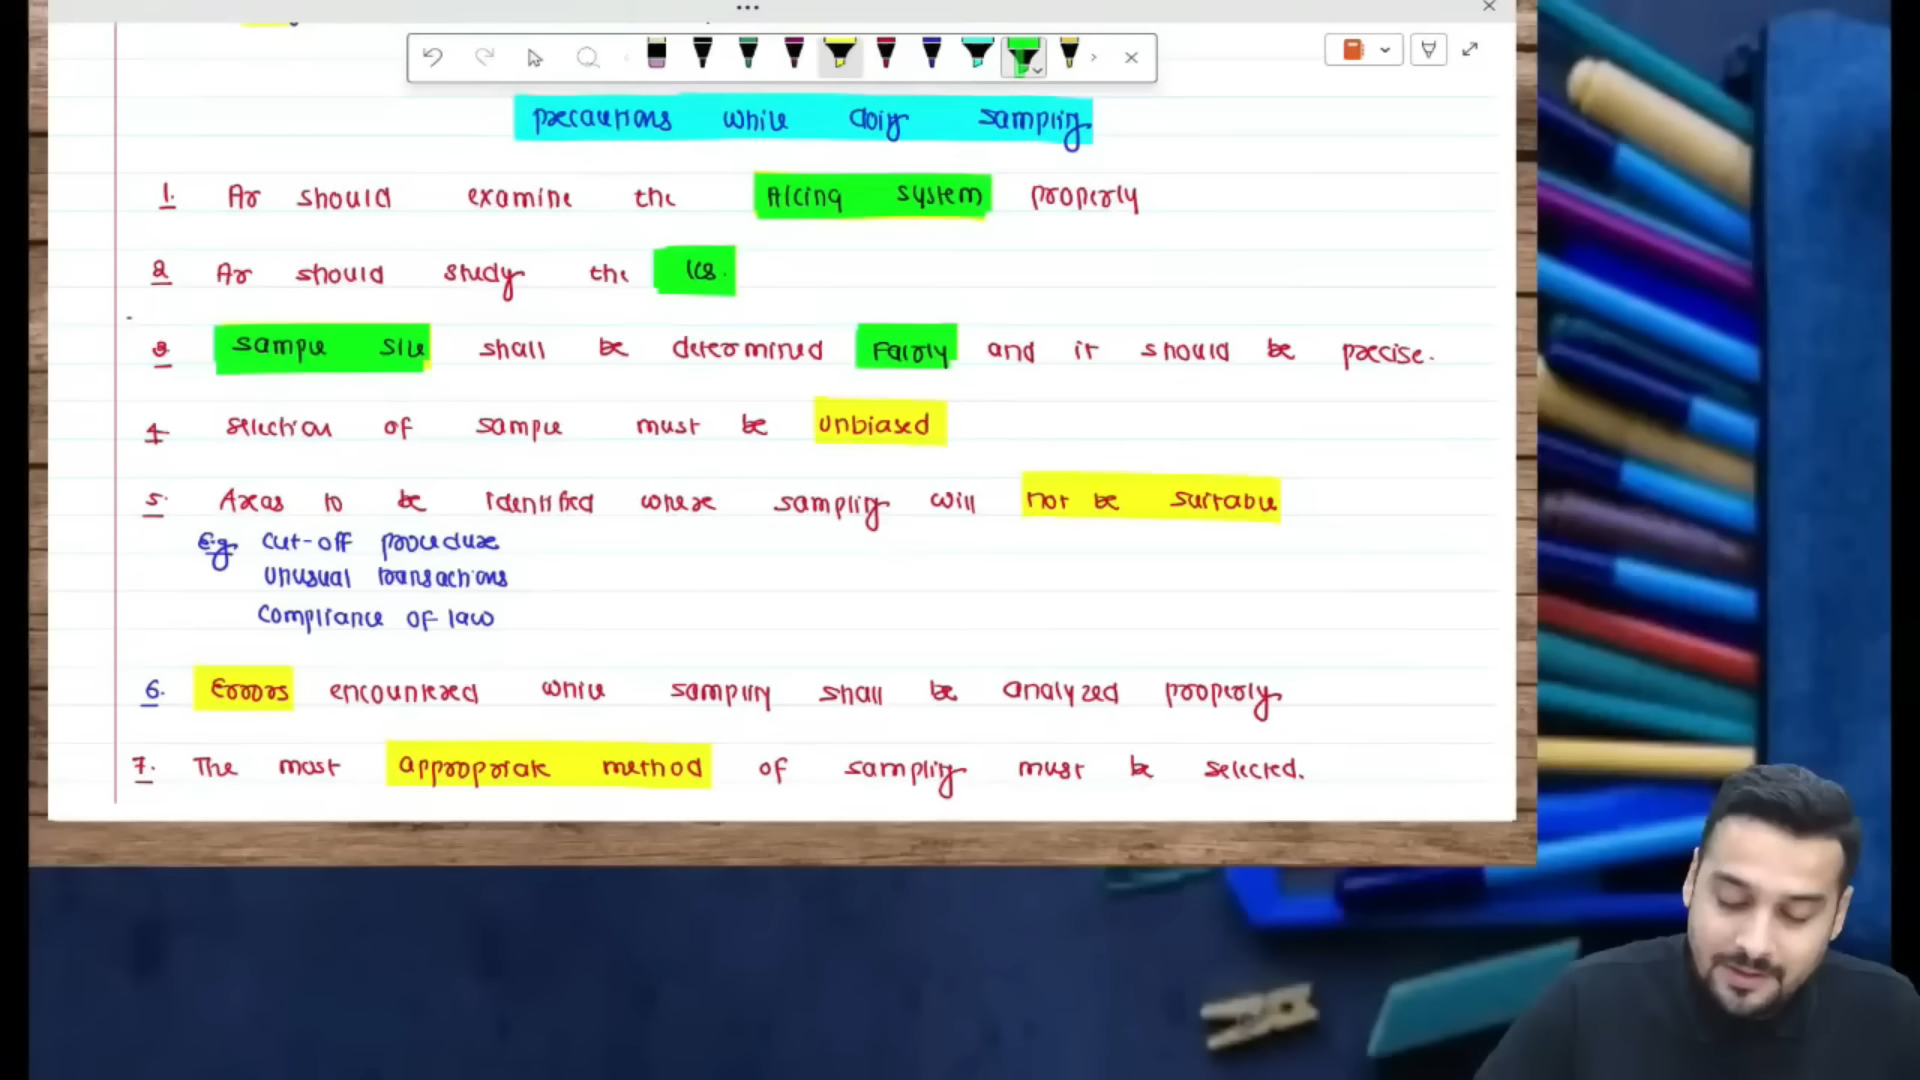 precautions while doing sampling
1. Ar should examine the A/cing system properly
2 Ar should study the ICS.
3 sample size shall be determined Fairly and it should be precise.
4 selection of sample must be unbiased
5. Areas to be identified where sampling will not be suitable
E.g. cut-off procedure
unusual transactions
compliance of law
6. Errors encountered while sampling shall be analyzed properly
7. The most appropriate method of sampling must be selected.